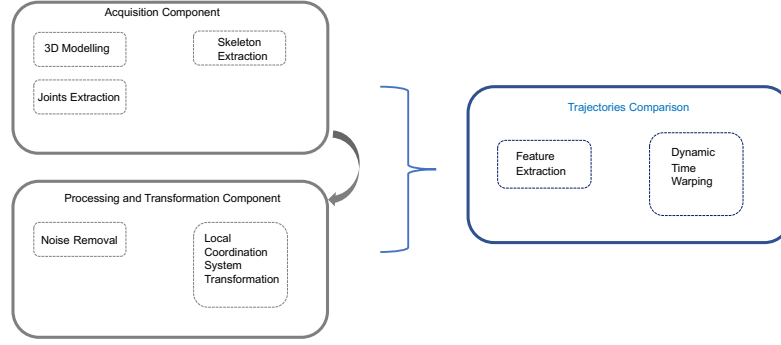 Acquisition Component
3D Modelling
Skeleton
Extraction
Joints Extraction
Processing and Transformation Component
Noise Removal
Local
Coordination
System
Transformation
Trajectories Comparison
Feature
Extraction
Dynamic
Time
Warping